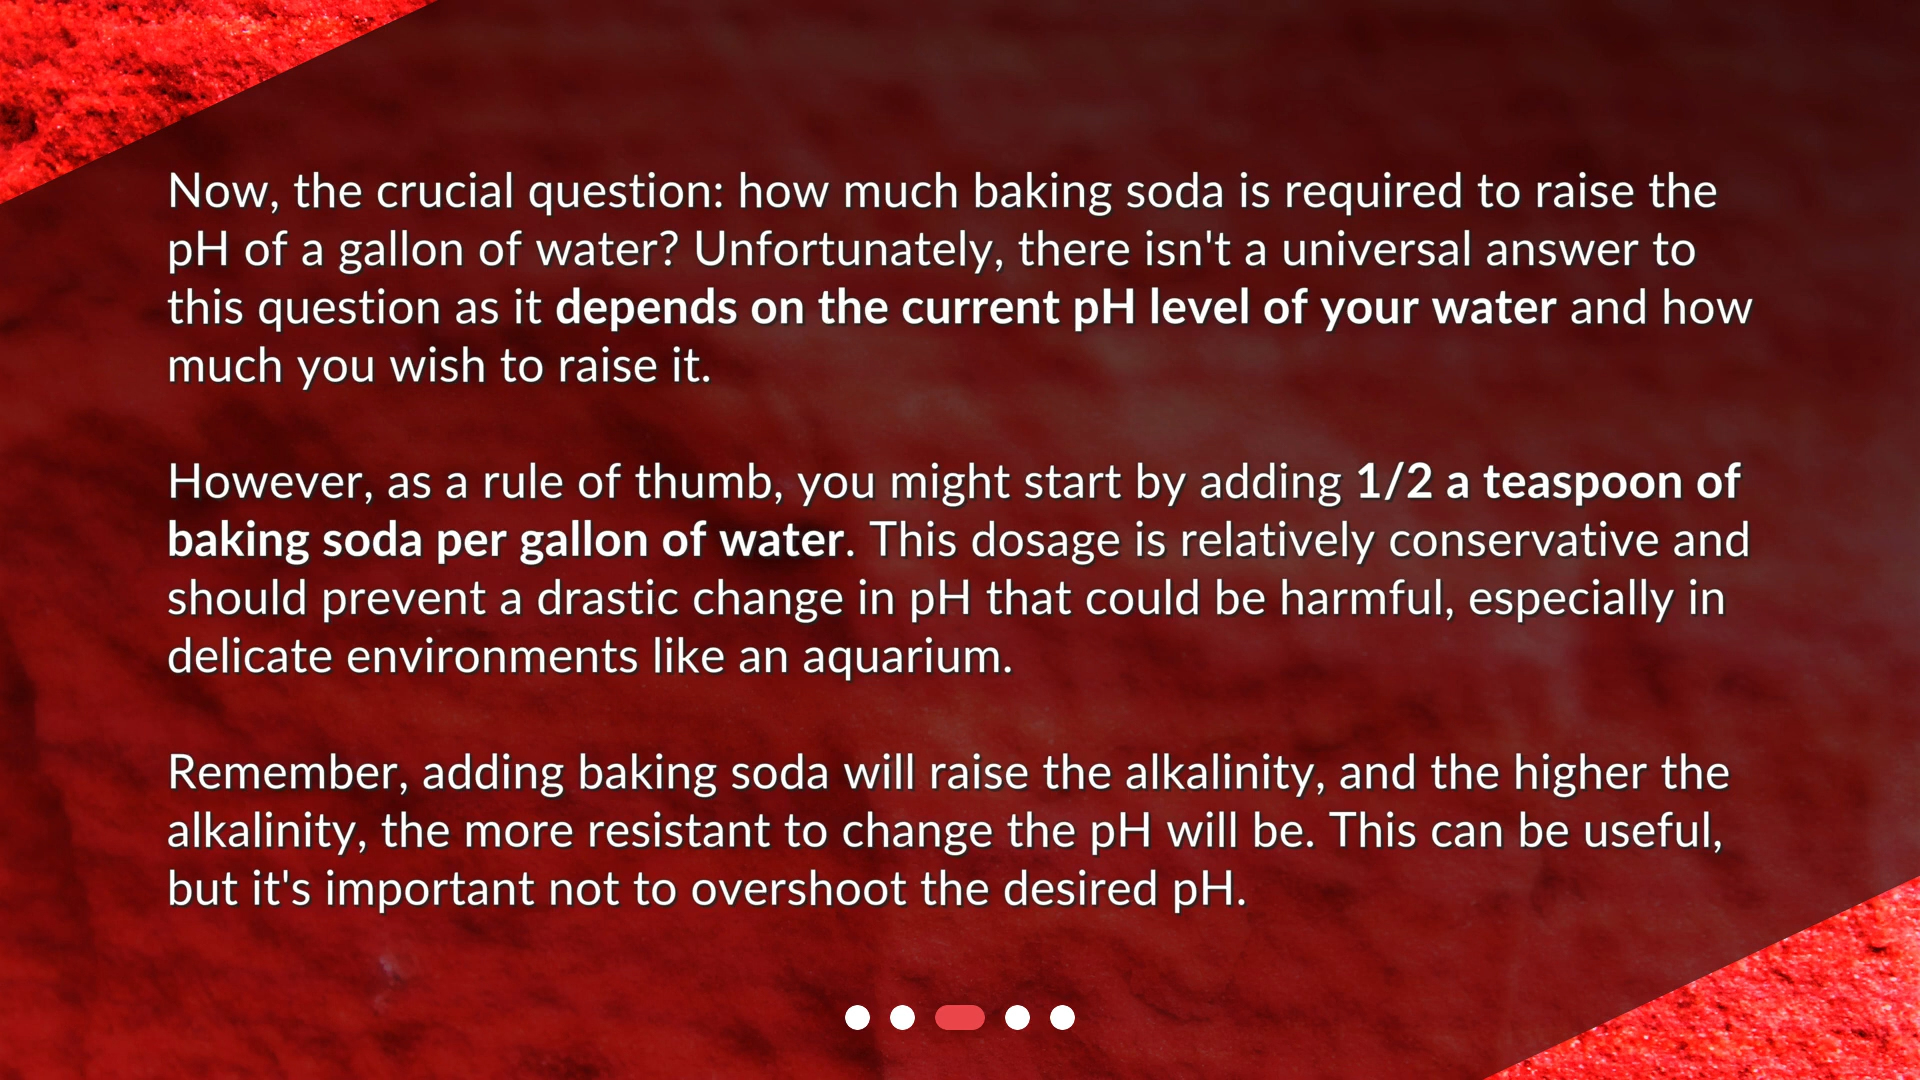 Now, the crucial question: how much baking soda is required to raise the
pH of a gallon of water? Unfortunately, there isn't a universal answer to
this question as it depends on the current pH level of your water and how
much you wish to raise it.
However, as a rule of thumb, you might start by adding 1/2 a teaspoon of
baking soda per gallon of water. This dosage is relatively conservative and
should prevent a drastic change in pH that could be harmful, especially in
delicate environments like an aquarium.
Remember, adding baking soda will raise the alkalinity, and the higher the
alkalinity, the more resistant to change the pH will be. This can be useful,
but it's important not to overshoot the desired pH.